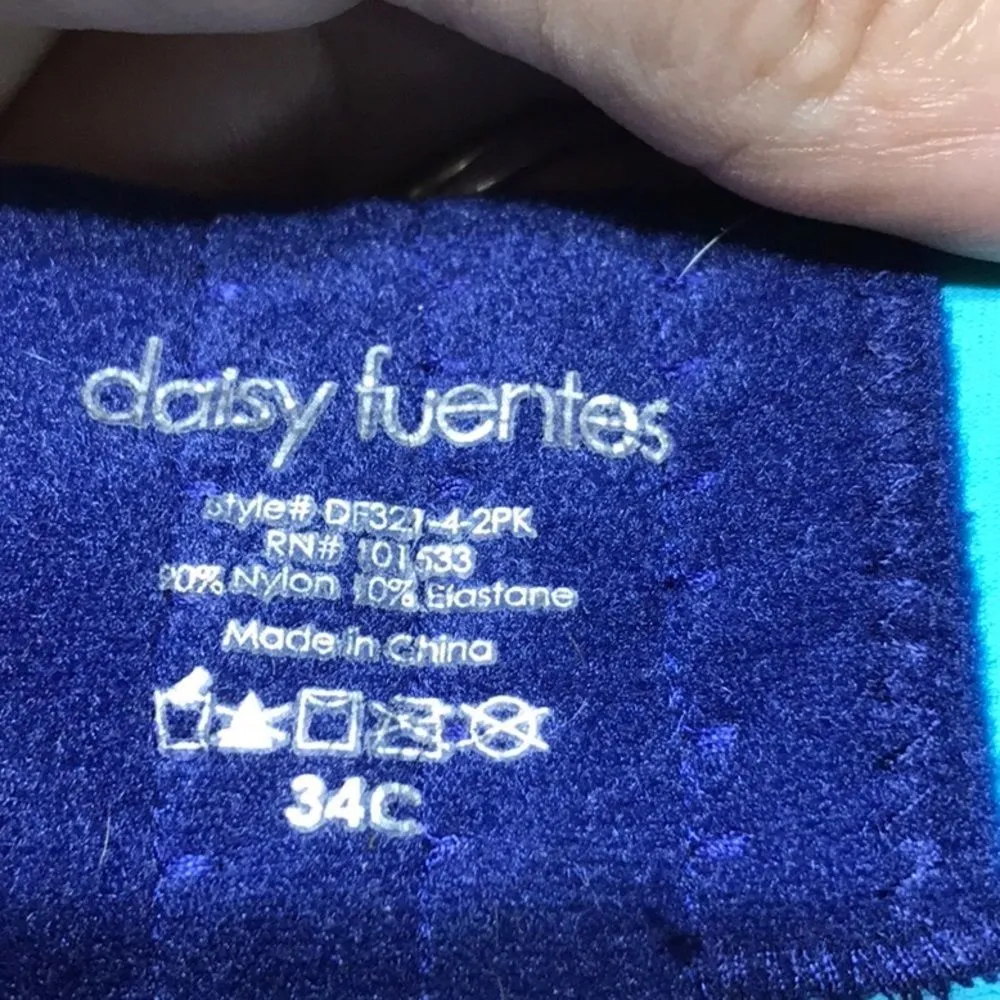 daisy fuentes
Style# DF321-4-2PK
RN# 101533
90% Nylon 10% Elastane
Made in China
34C